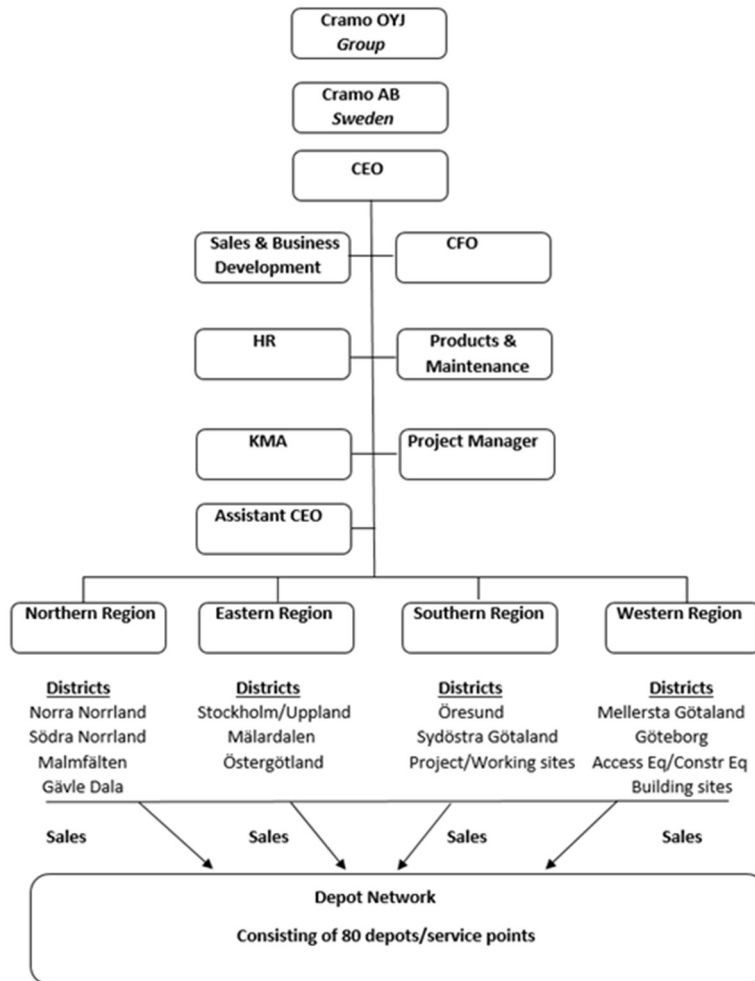 Cramo OYJ
Group
Cramo AB
Sweden
CEO
Sales & Business
Development
CFO
HR
Products &
Maintenance
KMA
Project Manager
Assistant CEO
Northern Region
Eastern Region
Southern Region
Western Region
Districts
Norra Norrland
Södra Norrland
Malmfälten
Gävle Dala
Districts
Stockholm/Uppland
Mälardalen
Östergötland
Districts
Öresund
Sydöstra Götaland
Project/Working sites
Districts
Mellersta Götaland
Göteborg
Access Eq/Constr Eq
Building sites
Sales
Sales
Sales
Sales
Depot Network
Consisting of 80 depots/service points